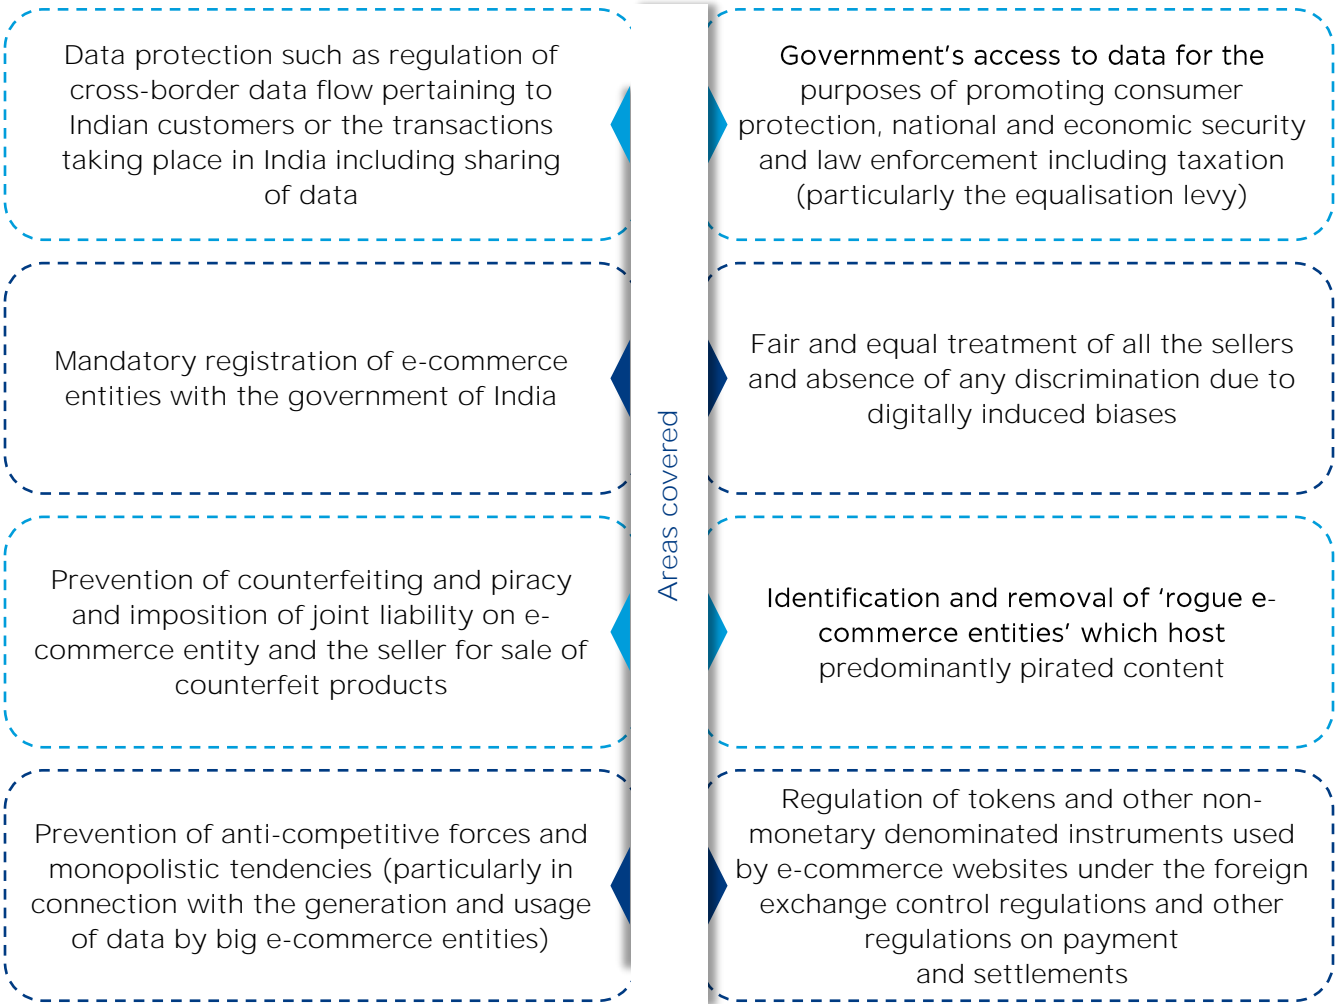 Data protection such as regulation of
cross-border data flow pertaining to
Indian customers or the transactions
taking place in India including sharing
of data
Government’s access to data for the
purposes of promoting consumer
protection, national and economic security
and law enforcement including taxation
(particularly the equalisation levy)
Mandatory registration of e-commerce
entities with the government of India
Fair and equal treatment of all the sellers
and absence of any discrimination due to
digitally induced biases
Areas covered
Prevention of counterfeiting and piracy
and imposition of joint liability on e-
commerce entity and the seller for sale of
counterfeit products
Identification and removal of ‘rogue e-
commerce entities’ which host
predominantly pirated content
Prevention of anti-competitive forces and
monopolistic tendencies (particularly in
connection with the generation and usage
of data by big e-commerce entities)
Regulation of tokens and other non-
monetary denominated instruments used
by e-commerce websites under the foreign
exchange control regulations and other
regulations on payment
and settlements